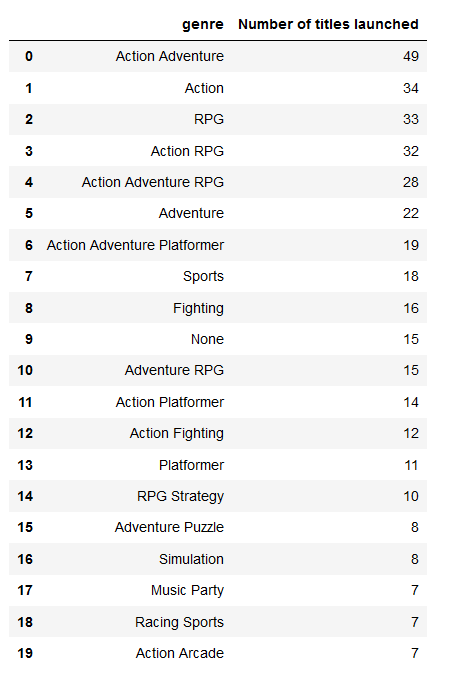 genre Number of titles launched
0 Action Adventure 49
1 Action 34
2 RPG 33
3 Action RPG 32
4 Action Adventure RPG 28
5 Adventure 22
6 Action Adventure Platformer 19
7 Sports 18
8 Fighting 16
9 None 15
10 Adventure RPG 15
11 Action Platformer 14
12 Action Fighting 12
13 Platformer 11
14 RPG Strategy 10
15 Adventure Puzzle 8
16 Simulation 8
17 Music Party 7
18 Racing Sports 7
19 Action Arcade 7